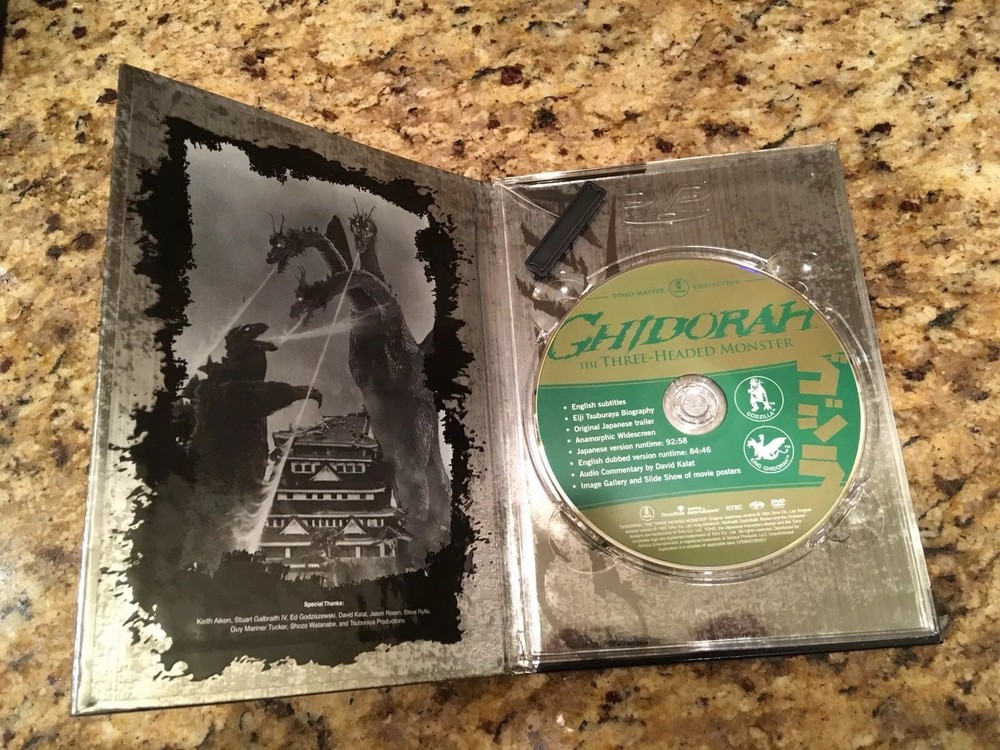 Special Thanks:
Keith Aiken, Stuart Galbraith IV, Ed Godziszewski, David Kalat, Jason Rosen, Steve Ryfle,
Guy Mariner Tucker, Shozo Watanabe, and Tsuburaya Productions.
TOHO MASTER COLLECTION
GHIDORAH
THE THREE-HEADED MONSTER
• English subtitles
• Eiji Tsuburaya Biography
• Original Japanese trailer
• Anamorphic Widescreen
• Japanese version runtime: 92:58
• English dubbed version runtime: 84:46
• Audio Commentary by David Kalat
• Image Gallery and Slide Show of movie posters
GODZILLA
KING GHIDORAH
ゴジラ
NTSC
DVD